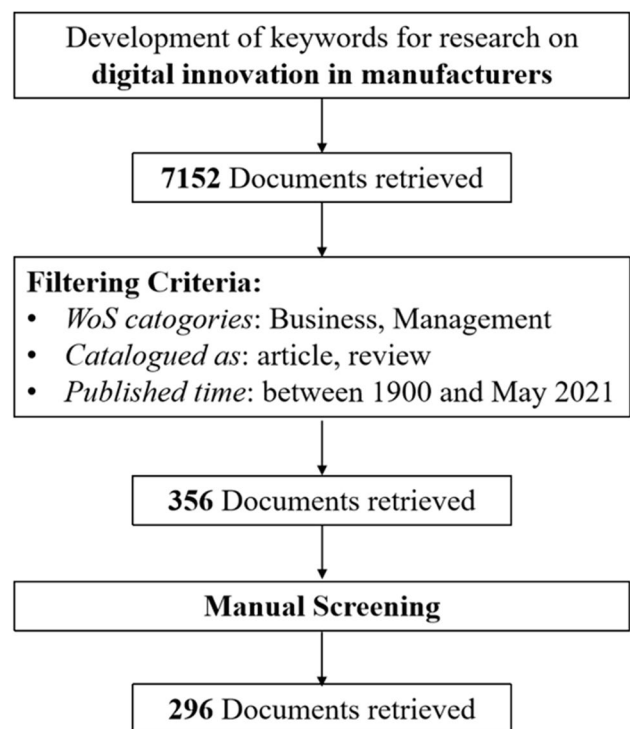 Development of keywords for research on
digital innovation in manufacturers
7152 Documents retrieved
Filtering Criteria:
• WoS catogories: Business, Management
• Catalogued as: article, review
• Published time: between 1900 and May 2021
356 Documents retrieved
Manual Screening
296 Documents retrieved